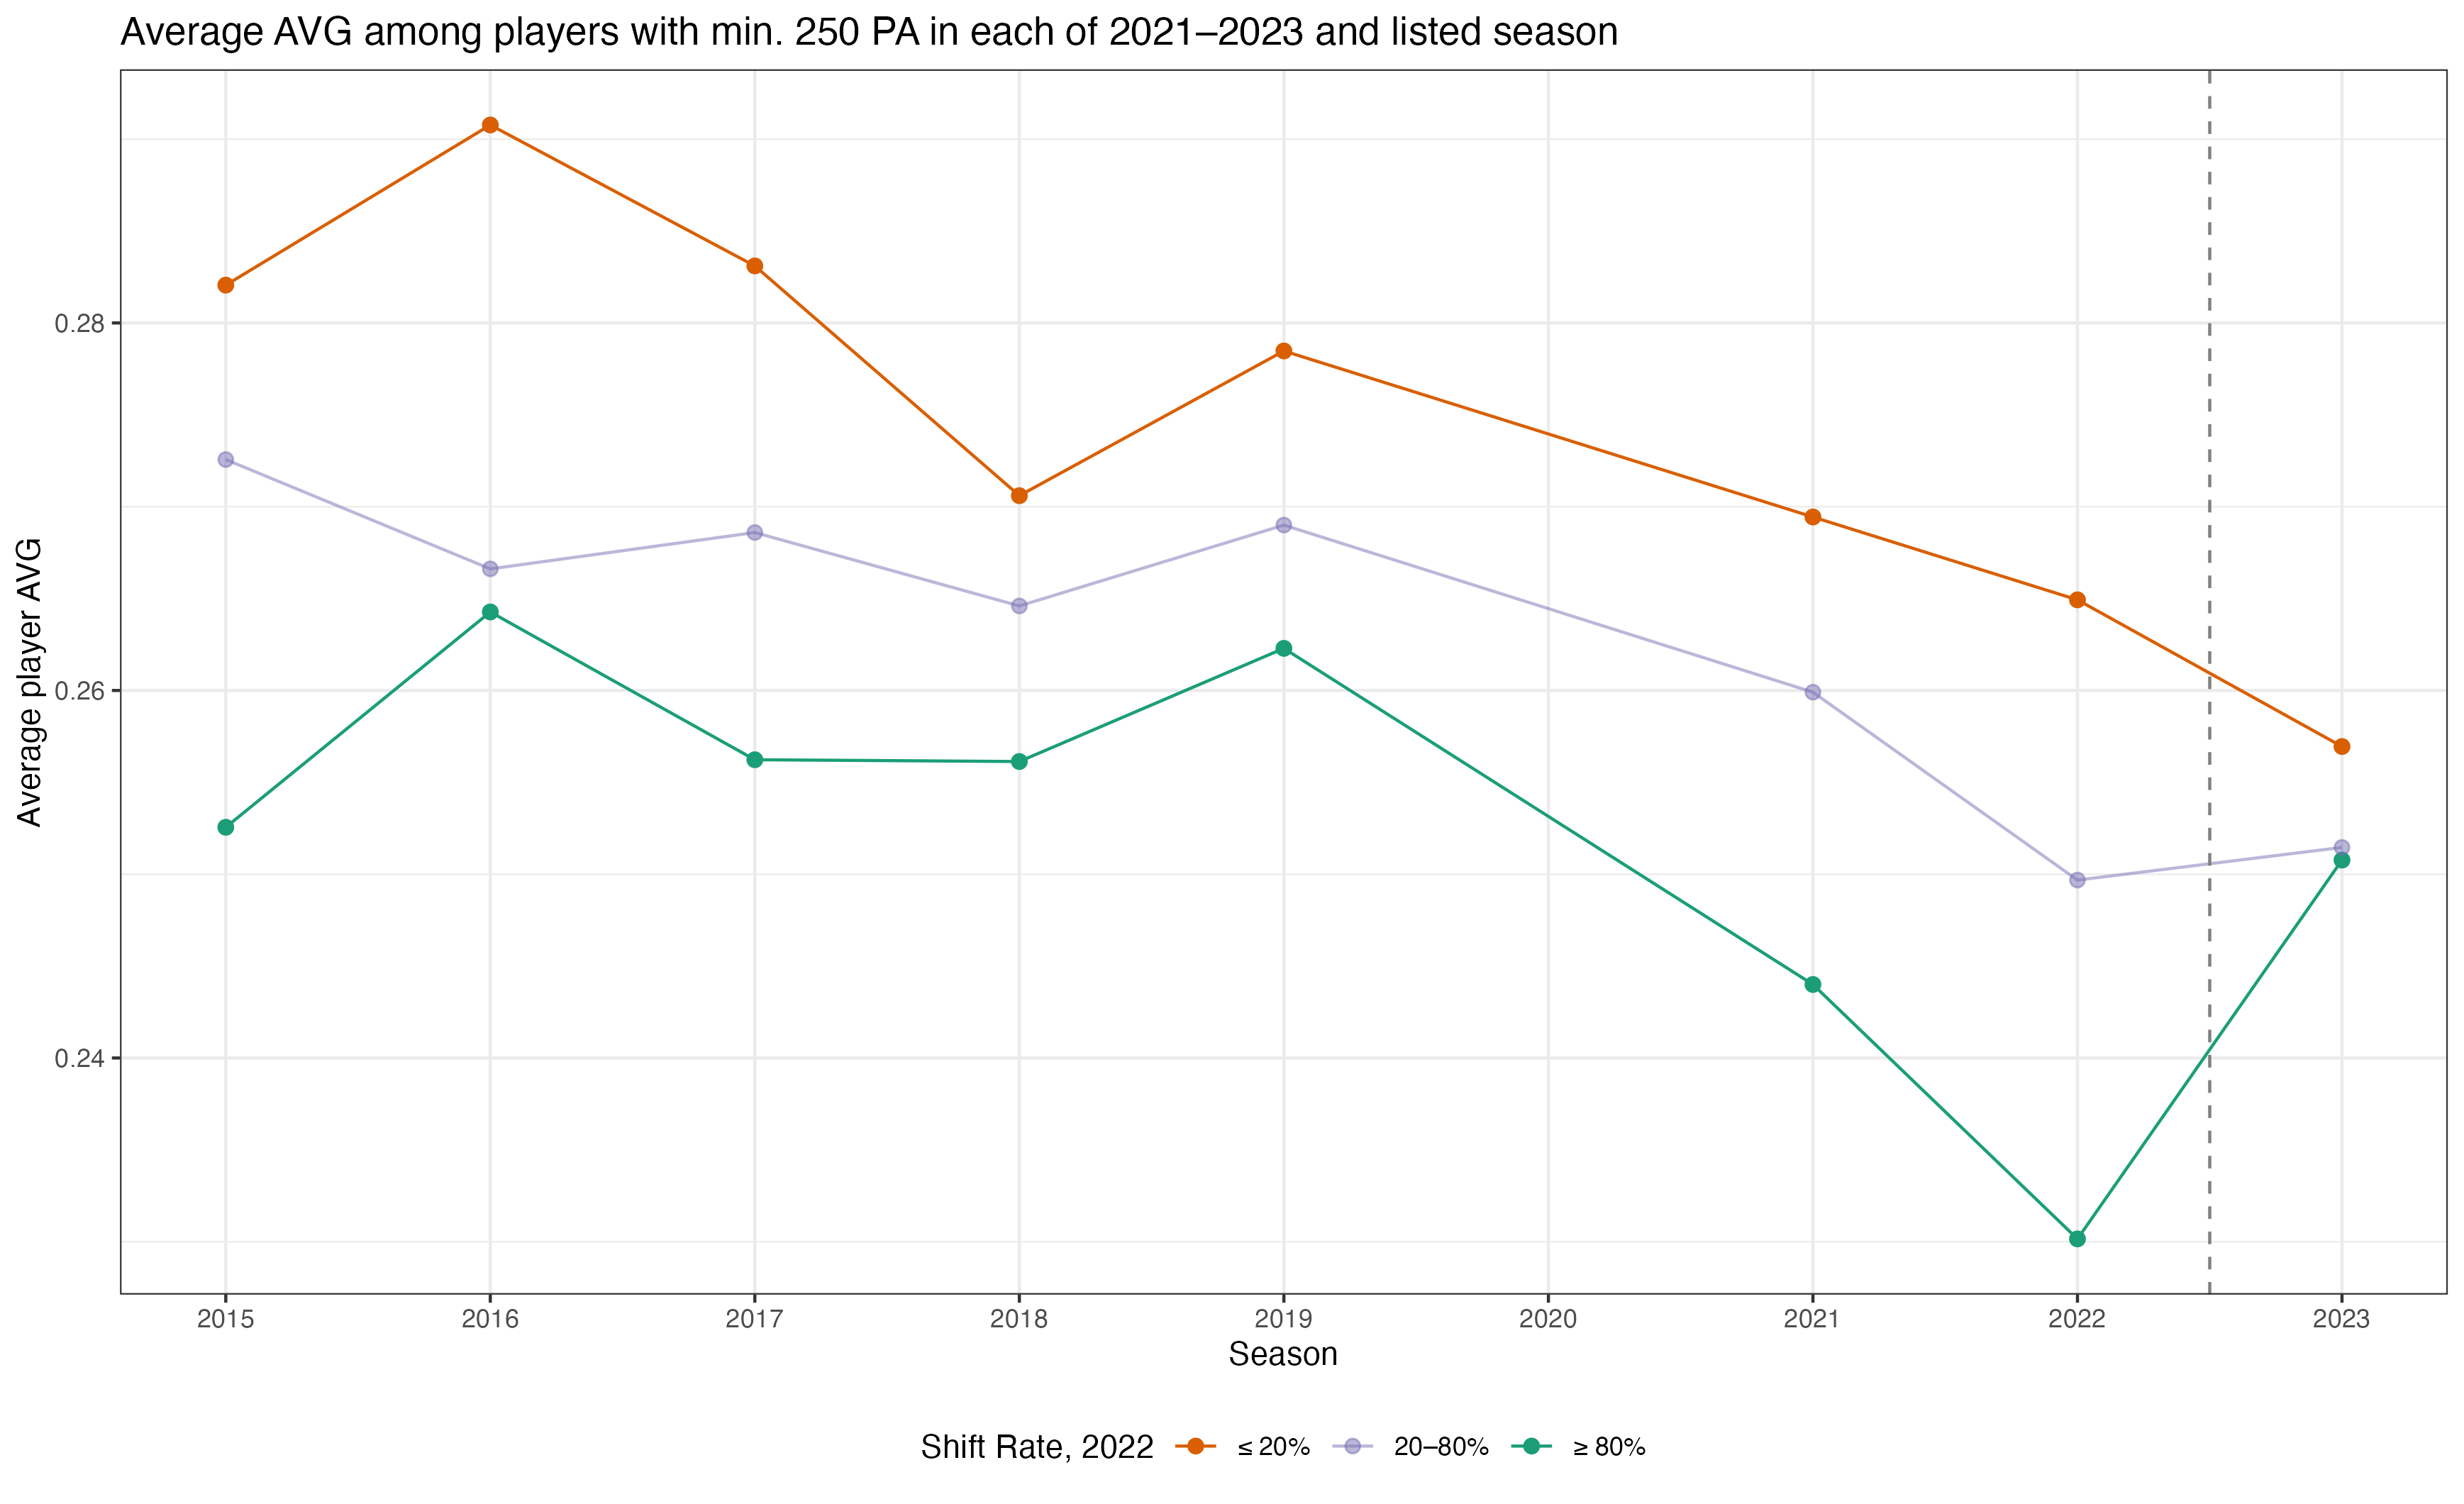 Average AVG among players with min. 250 PA in each of 2021–2023 and listed season
Average player AVG
0.28
0.26
0.24
2015 2016 2017 2018 2019 2020 2021 2022 2023
Season
Shift Rate, 2022 ≤ 20% 20–80% ≥ 80%